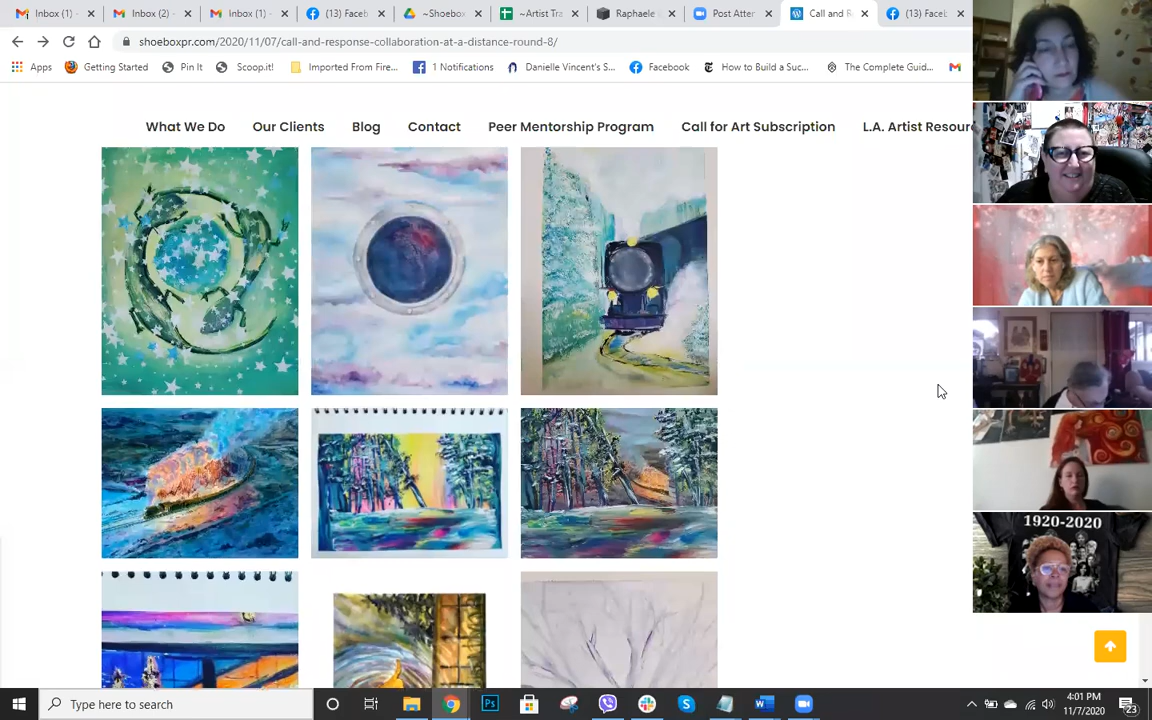 Inbox (1) -
Inbox (2) -
Inbox (1) -
(13) Faceb
~Shoebox
~Artist Tra
Raphaele
Post Atten
Call and R
(13) Faceb
shoeboxpr.com/2020/11/07/call-and-response-collaboration-at-a-distance-round-8/
Apps
Getting Started
Pin It
Scoop.it!
Imported From Fire...
1 Notifications
Danielle Vincent's S...
Facebook
How to Build a Suc...
The Complete Guid...
What We Do
Our Clients
Blog
Contact
Peer Mentorship Program
Call for Art Subscription
L.A. Artist Resour
1920-2020
Type here to search
4:01 PM
11/7/2020
23